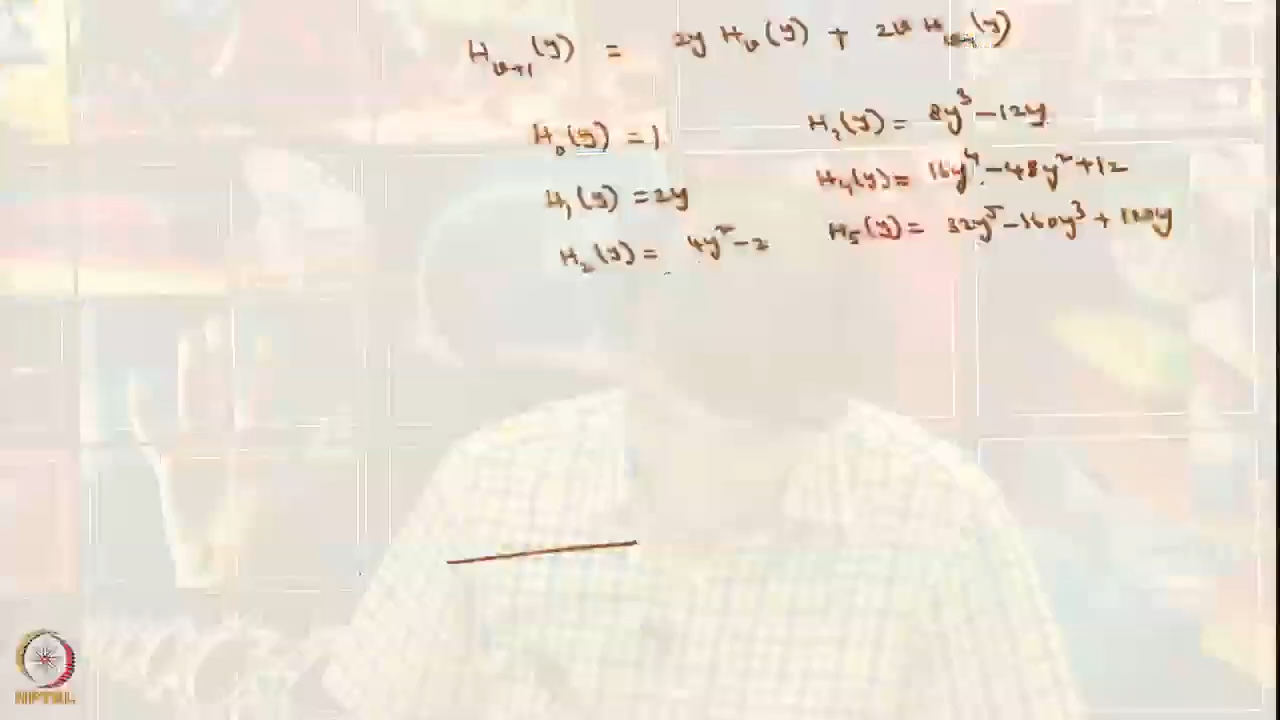 H_{v+1}(y) = 2y H_v(y) + 2v H_{v-1}(y)
H_0(y) = 1
H_1(y) = 2y
H_2(y) = 4y^2 - 2
H_3(y) = 8y^3 - 12y
H_4(y) = 16y^4 - 48y^2 + 12
H_5(y) = 32y^5 - 160y^3 + 120y
NPTEL